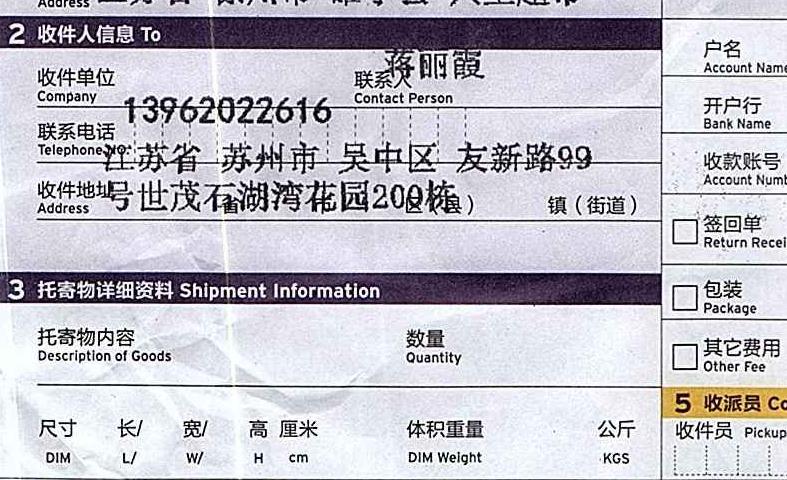 Address
2 收件人信息 To
蒋丽霞
收件单位 联系人
Company Contact Person
13962022616
联系电话
Telephone NO.
江苏省 苏州市 吴中区 友新路99
收件地址 号世茂石湖湾花园200栋
Address 省 市 区(县) 镇(街道)
3 托寄物详细资料 Shipment Information
托寄物内容 数量
Description of Goods Quantity
尺寸 长/ 宽/ 高 厘米 体积重量 公斤
DIM L/ W/ H cm DIM Weight KGS
户名
Account Name
开户行
Bank Name
收款账号
Account Numb
签回单
Return Recei
包装
Package
其它费用
Other Fee
5 收派员 Co
收件员 Pickup